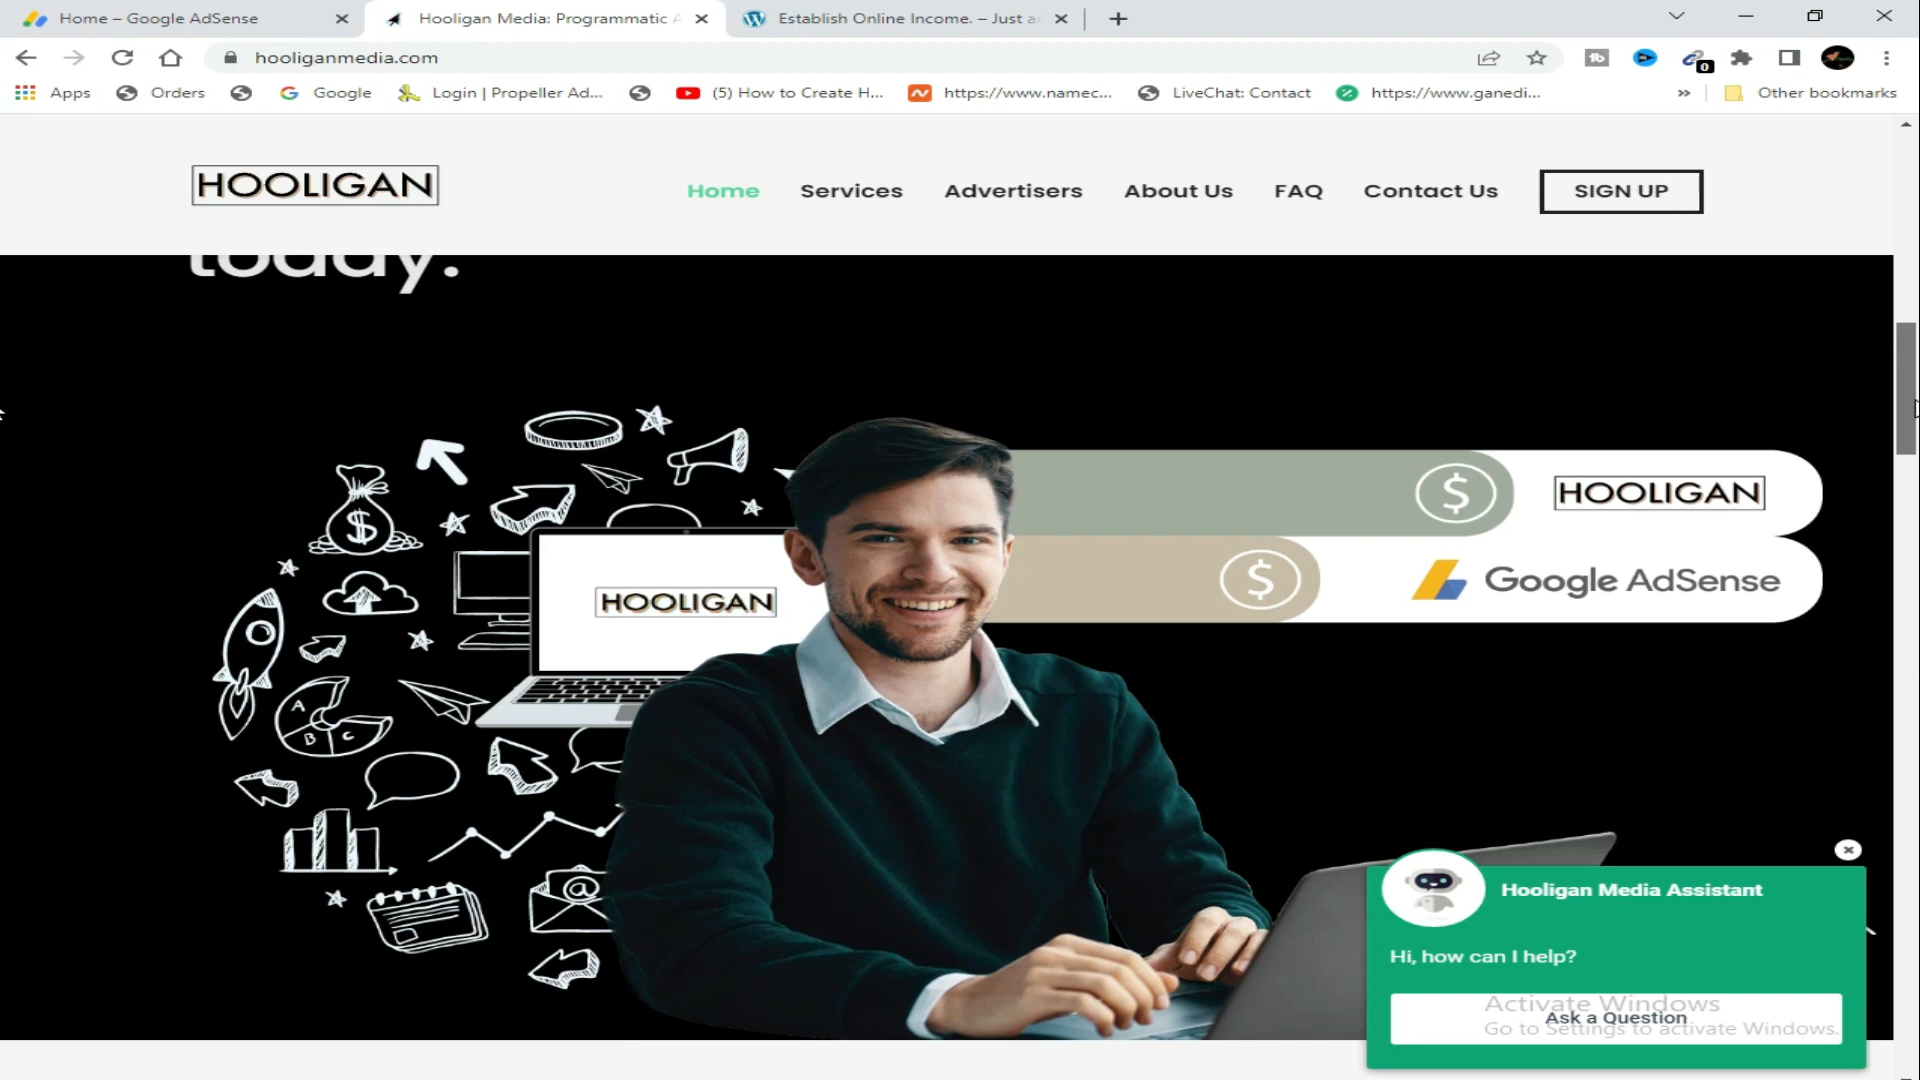 Home – Google AdSense
Hooligan Media: Programmatic A
Establish Online Income. – Just a
hooliganmedia.com
0
Apps
Orders
Google
Login | Propeller Ad...
(5) How to Create H...
https://www.namec...
LiveChat: Contact
https://www.ganedi...
»
Other bookmarks
HOOLIGAN
Home
Services
Advertisers
About Us
FAQ
Contact Us
SIGN UP
today.
$
HOOLIGAN
$
HOOLIGAN
$
Google AdSense
A
B
C
@
Hooligan Media Assistant
Hi, how can I help?
Ask a Question
Activate Windows
Go to Settings to activate Windows.